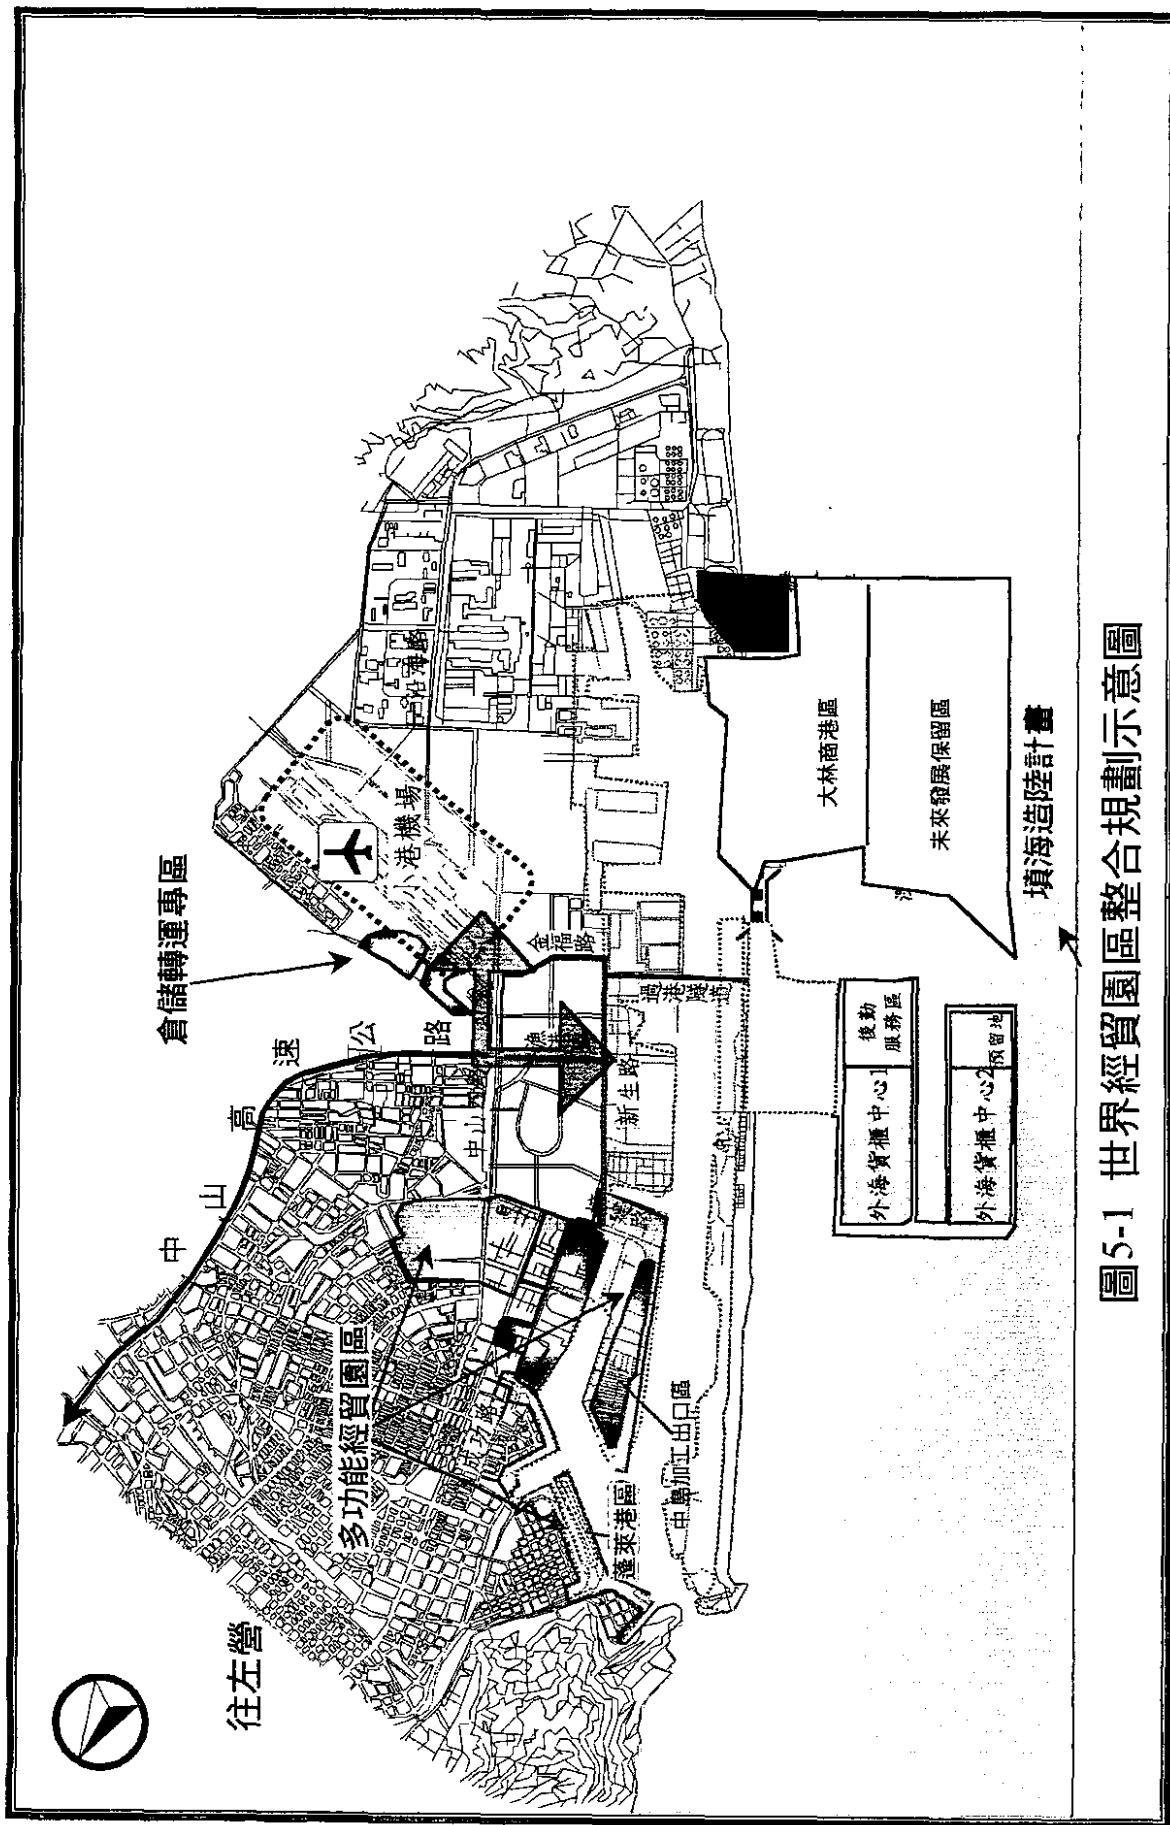 往左營
中山高速公路
倉儲轉運專區
多功能經貿園區
小港機場
沿海路
金福路
過港隧道
漁港路
新生路
中山
成功路
蓬萊港區
中島加工出口區
大林商港區
未來發展保留區
填海造陸計畫
後勤
服務區
外海貨櫃中心1
預留地
外海貨櫃中心2
圖5-1 世界經貿園區整合規劃示意圖